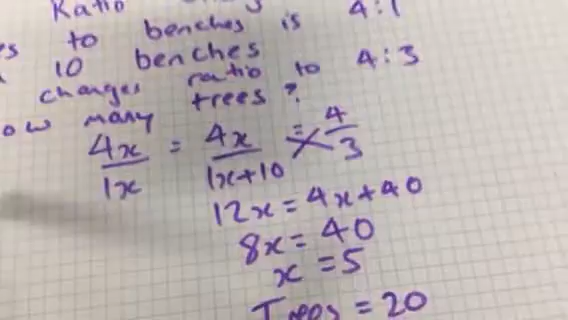 Ratio
to benches is 4:1
10 benches
changes ratio to 4:3
many trees?
4x/1x = 4x/1x+10 = 4/3
12x = 4x+40
8x = 40
x = 5
Trees = 20